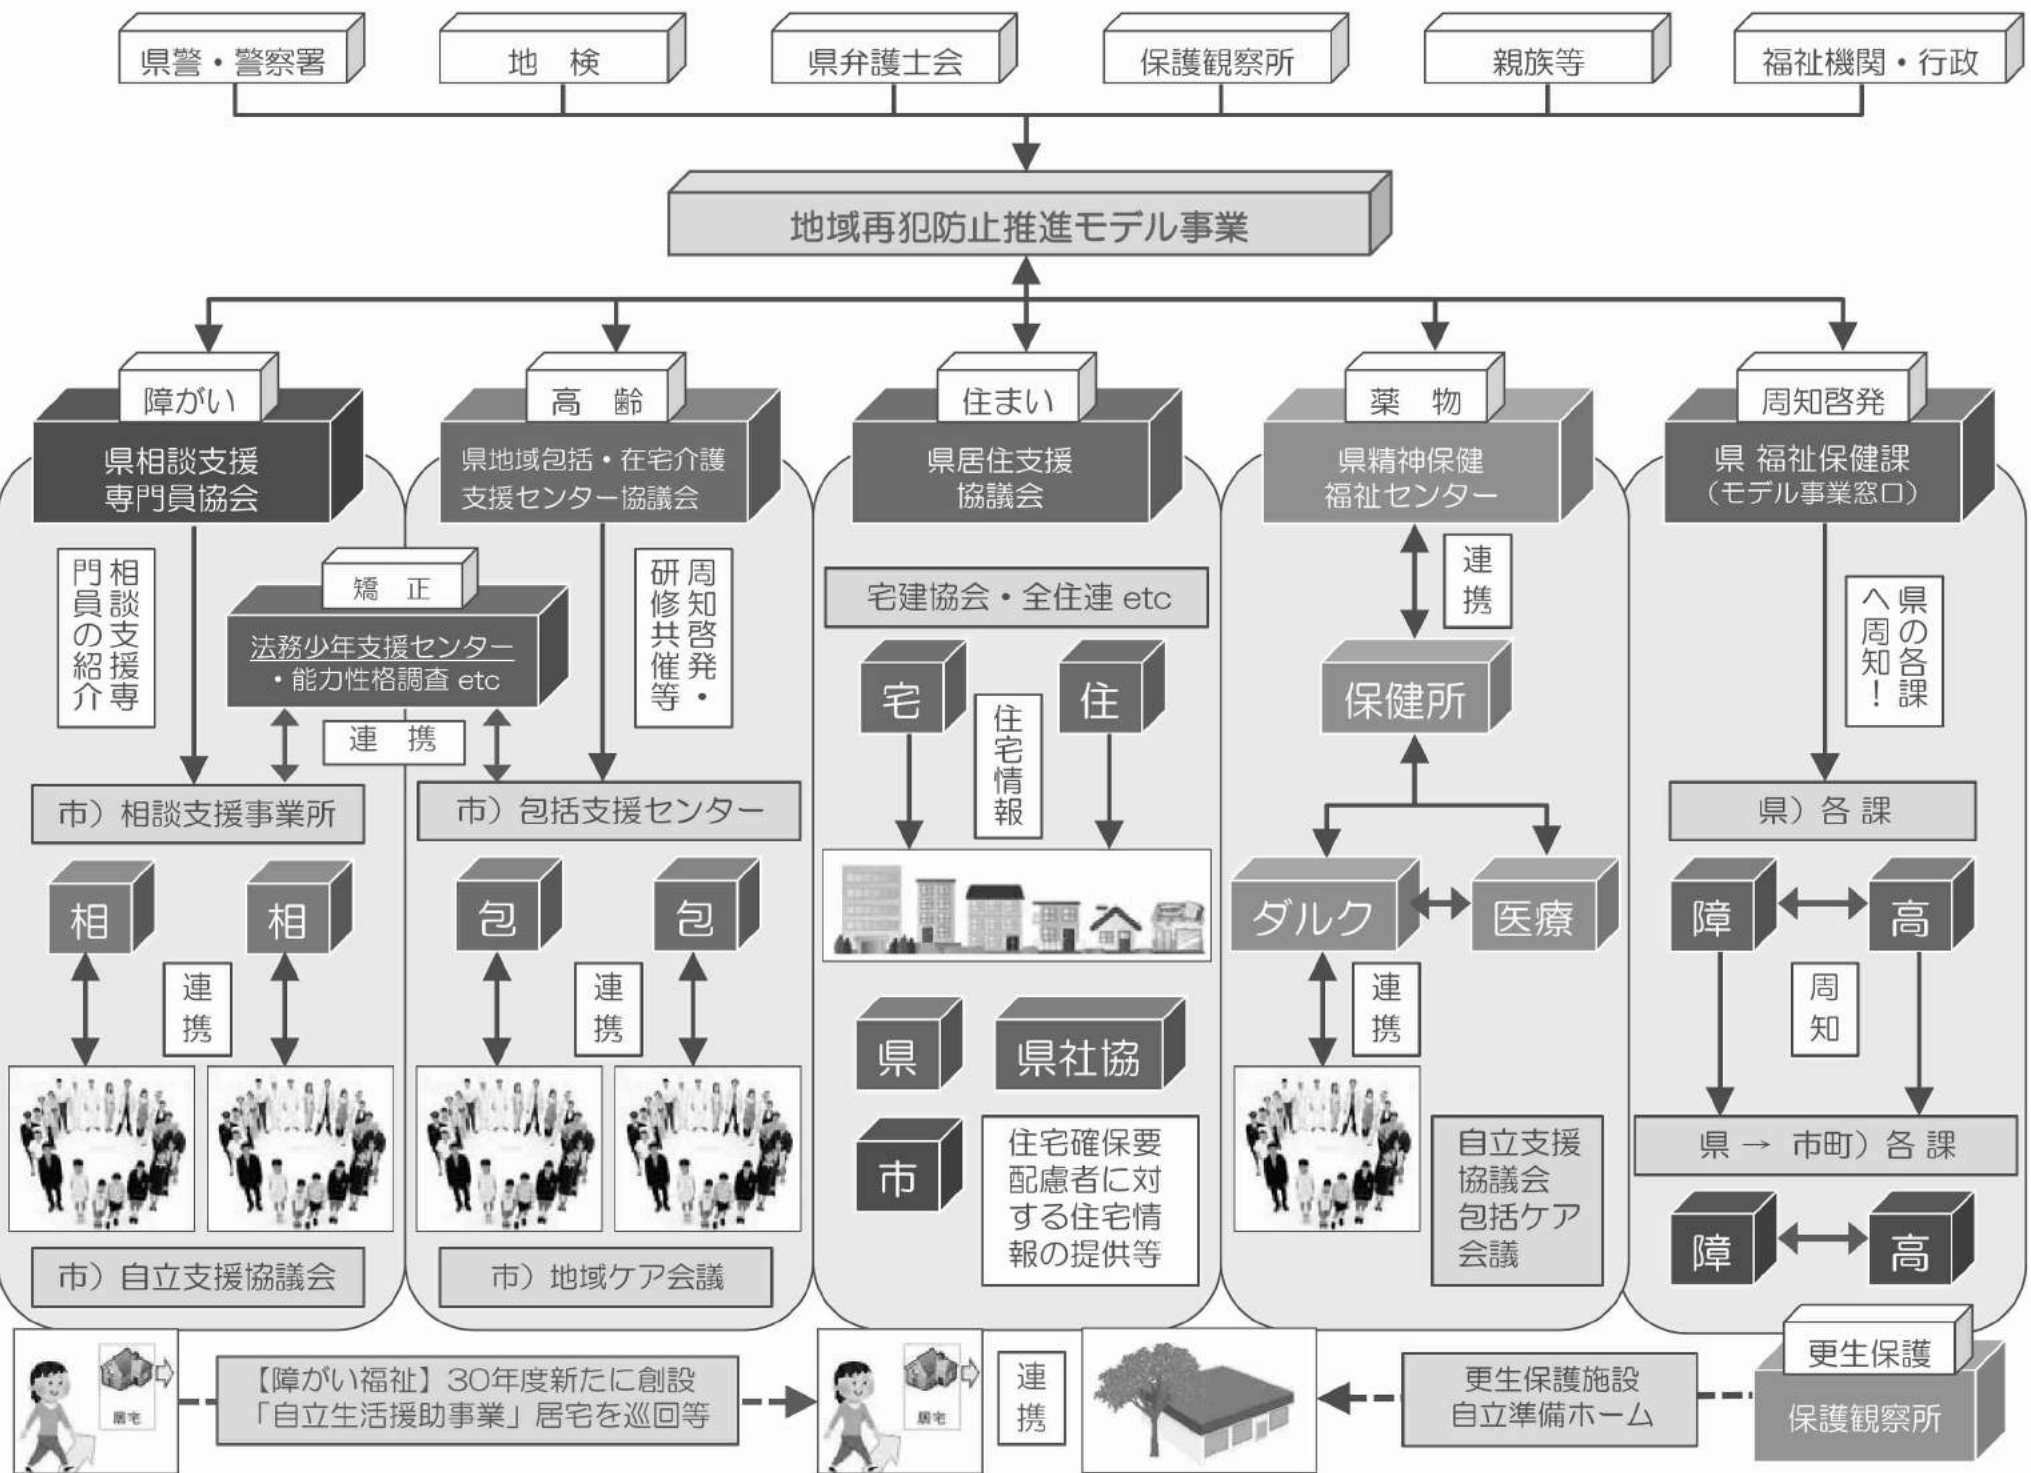 県警・警察署
地 検
県弁護士会
保護観察所
親族等
福祉機関・行政
地域再犯防止推進モデル事業
障がい
県相談支援
専門員協会
相談支援専
門員の紹介
矯 正
法務少年支援センター
・能力性格調査 etc
連 携
市）相談支援事業所
相
相
連
携
市）自立支援協議会
高 齢
県地域包括・在宅介護
支援センター協議会
周知啓発・
研修共催等
市）包括支援センター
包
包
連
携
市）地域ケア会議
住まい
県居住支援
協議会
宅建協会・全住連 etc
宅
住
住宅情報
県
県社協
市
住宅確保要
配慮者に対
する住宅情
報の提供等
薬 物
県精神保健
福祉センター
連
携
保健所
ダルク
医療
連
携
自立支援
協議会
包括ケア
会議
周知啓発
県 福祉保健課
（モデル事業窓口）
県の各課
へ周知！
県）各 課
障
高
周
知
県 → 市町）各 課
障
高
居宅
【障がい福祉】30年度新たに創設
「自立生活援助事業」居宅を巡回等
居宅
連
携
更生保護施設
自立準備ホーム
更生保護
保護観察所